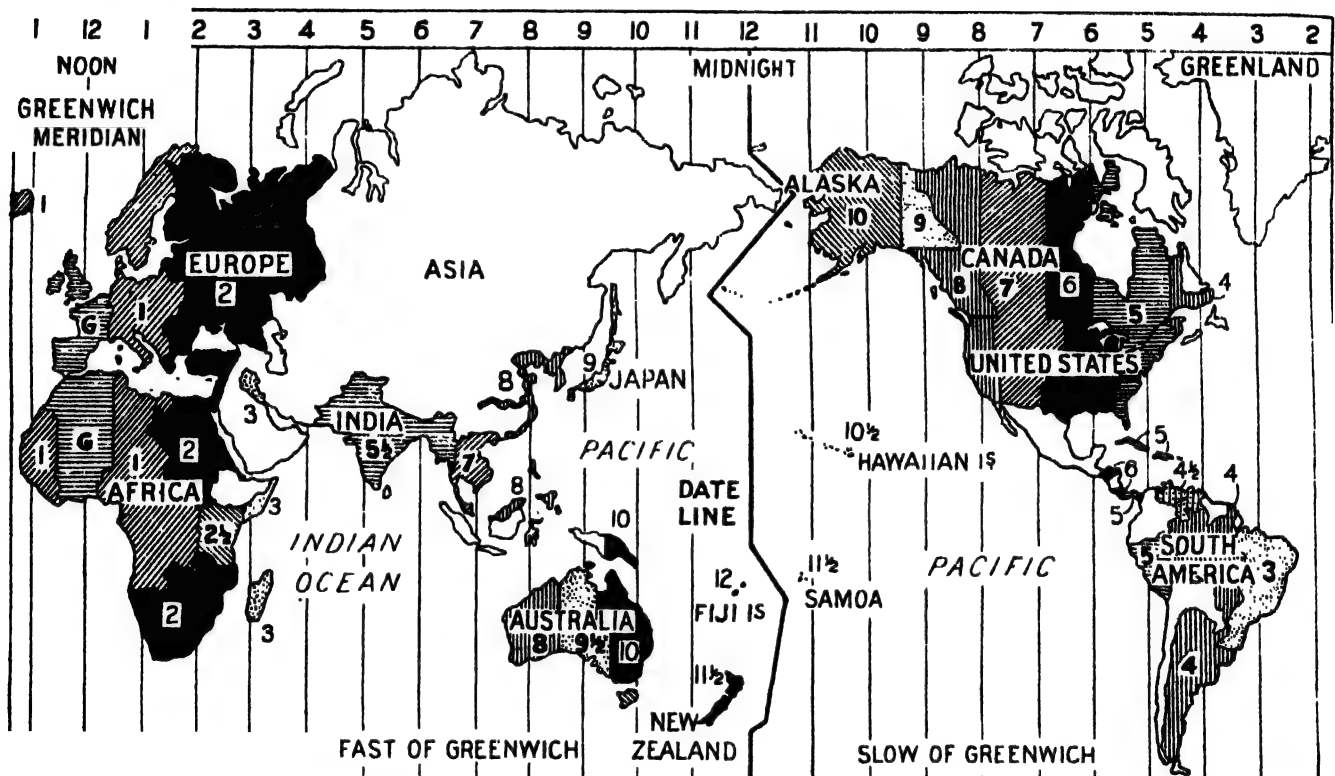 1 12 1 2 3 4 5 6 7 8 9 10 11 12 11 10 9 8 7 6 5 4 3 2
NOON
MIDNIGHT
GREENLAND
GREENWICH
MERIDIAN
1
ALASKA
10
9
EUROPE
2
ASIA
CANADA
8
7
6
5
4
G
1
UNITED STATES
9
JAPAN
8
3
INDIA
5½
7
1
G
1
2
AFRICA
3
2½
2
3
PACIFIC
10½
HAWAIIAN IS
5
6
4½
4
5
DATE
LINE
8
10
INDIAN
OCEAN
12
FIJI IS
11½
SAMOA
PACIFIC
5
SOUTH
AMERICA
3
4
AUSTRALIA
8
9½
10
11½
NEW
ZEALAND
FAST OF GREENWICH
SLOW OF GREENWICH